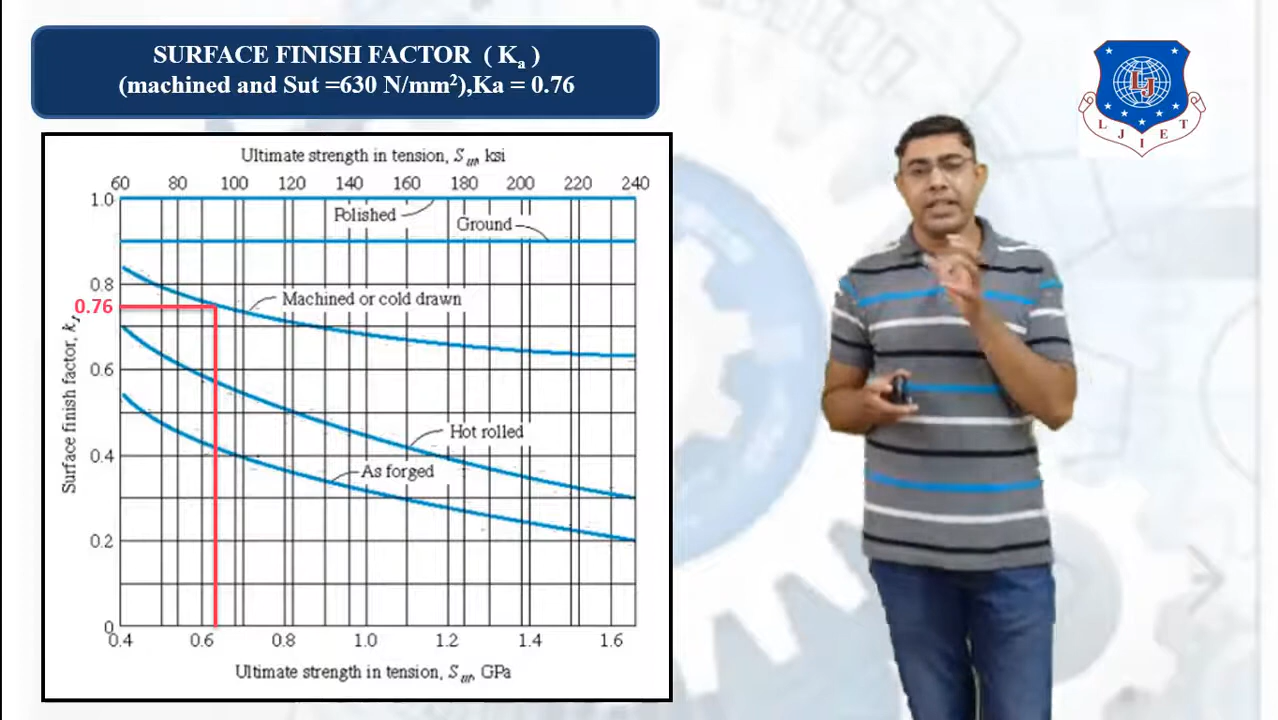 SURFACE FINISH FACTOR ( Ka )
(machined and Sut =630 N/mm²),Ka = 0.76
LJ
L J I E T
Ultimate strength in tension, Sut, ksi
60 80 100 120 140 160 180 200 220 240
1.0
Polished
Ground
0.8
Machined or cold drawn
0.76
0.6
Hot rolled
0.4
As forged
0.2
0
Surface finish factor, kf
0.4 0.6 0.8 1.0 1.2 1.4 1.6
Ultimate strength in tension, Sut, GPa